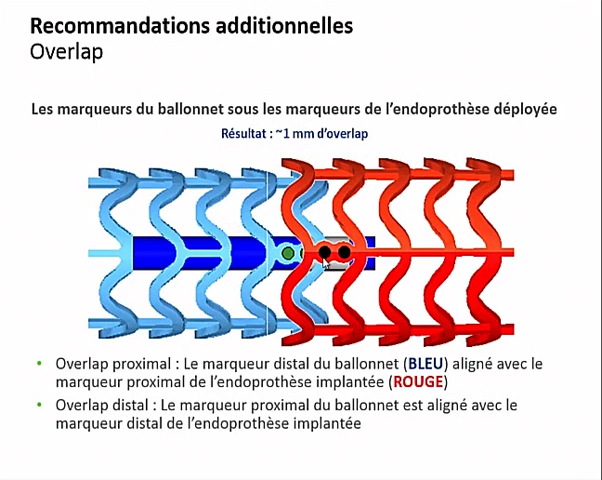 Recommandations additionnelles
Overlap
Les marqueurs du ballonnet sous les marqueurs de l'endoprothèse déployée
Résultat : ~1 mm d'overlap
• Overlap proximal : Le marqueur distal du ballonnet (BLEU) aligné avec le
marqueur proximal de l'endoprothèse implantée (ROUGE)
• Overlap distal : Le marqueur proximal du ballonnet est aligné avec le
marqueur distal de l'endoprothèse implantée